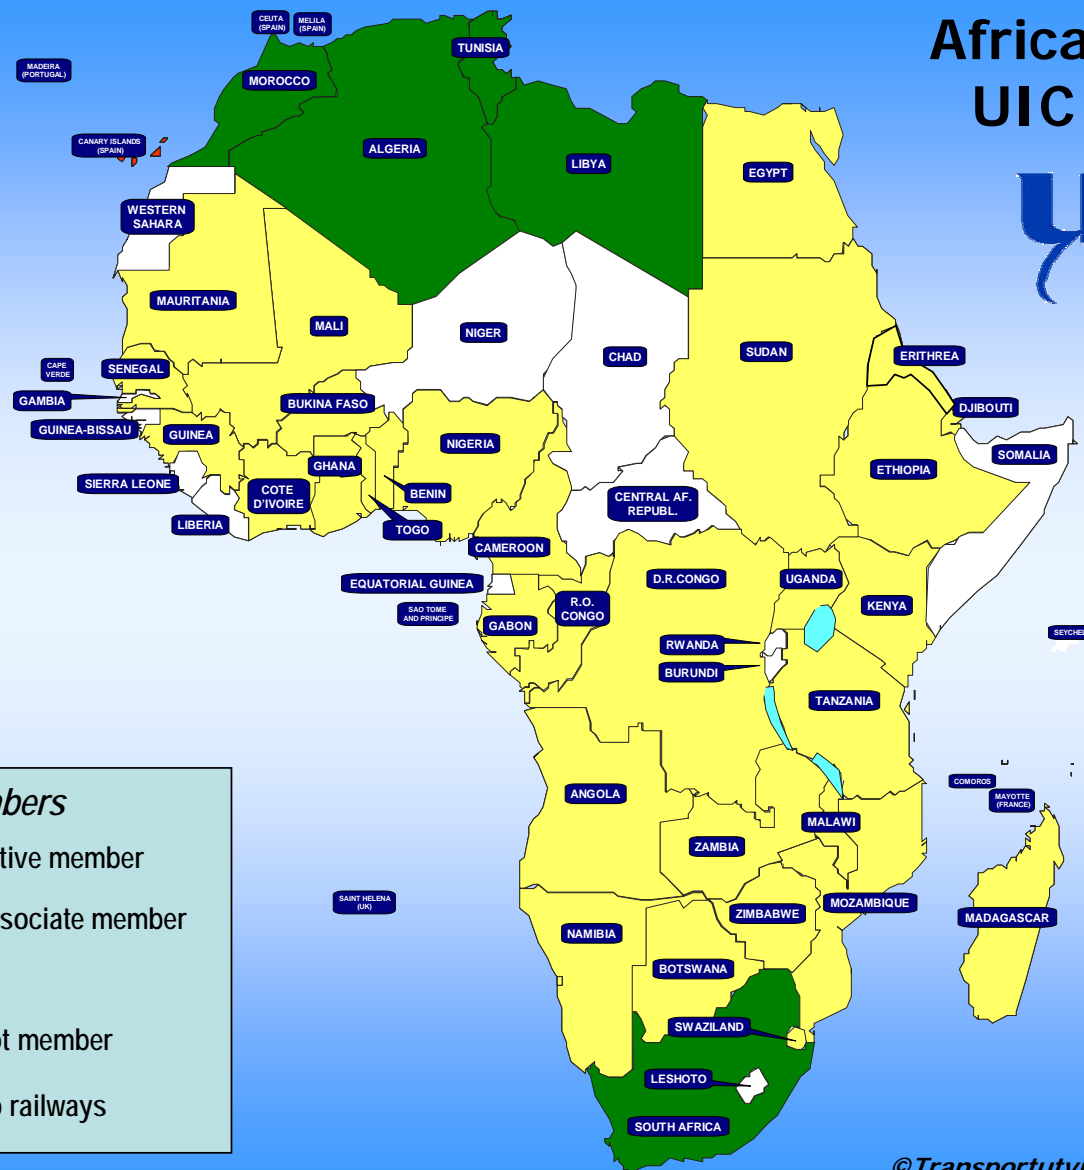 Africa
UIC
CEUTA
(SPAIN)
MELILA
(SPAIN)
MADEIRA
(PORTUGAL)
TUNISIA
MOROCCO
CANARY ISLANDS
(SPAIN)
ALGERIA
LIBYA
EGYPT
WESTERN
SAHARA
MAURITANIA
MALI
NIGER
CHAD
SUDAN
ERITHREA
CAPE
VERDE
SENEGAL
GAMBIA
BUKINA FASO
DJIBOUTI
GUINEA-BISSAU
GUINEA
NIGERIA
SOMALIA
GHANA
ETHIOPIA
SIERRA LEONE
COTE
D'IVOIRE
BENIN
CENTRAL AF.
REPUBL.
LIBERIA
TOGO
CAMEROON
EQUATORIAL GUINEA
D.R.CONGO
UGANDA
SAO TOME
AND PRINCIPE
R.O.
CONGO
KENYA
GABON
RWANDA
SEYCHEL
BURUNDI
TANZANIA
COMOROS
MAYOTTE
(FRANCE)
ANGOLA
MALAWI
ZAMBIA
SAINT HELENA
(UK)
MOZAMBIQUE
ZIMBABWE
MADAGASCAR
NAMIBIA
BOTSWANA
SWAZILAND
LESHOTO
SOUTH AFRICA
mbers
tive member
sociate member
t member
railways
©Transportutv